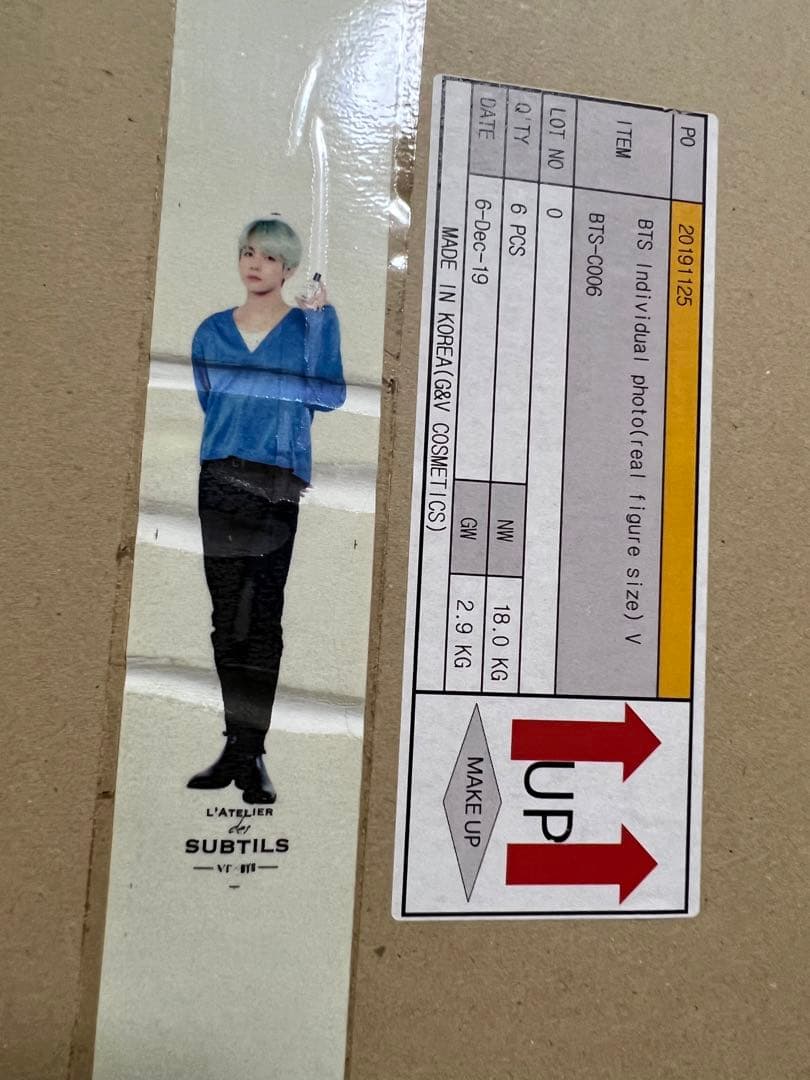 PO 20191125
ITEM BTS Individual photo(real figure size) V
BTS-C006
LOT NO 0
Q'TY 6 PCS NW 18.0 KG
DATE 6-Dec-19 GW 2.9 KG
MADE IN KOREA(G&V COSMETICS)
UP
MAKE UP
L'ATELIER
des
SUBTILS
VT × BTS